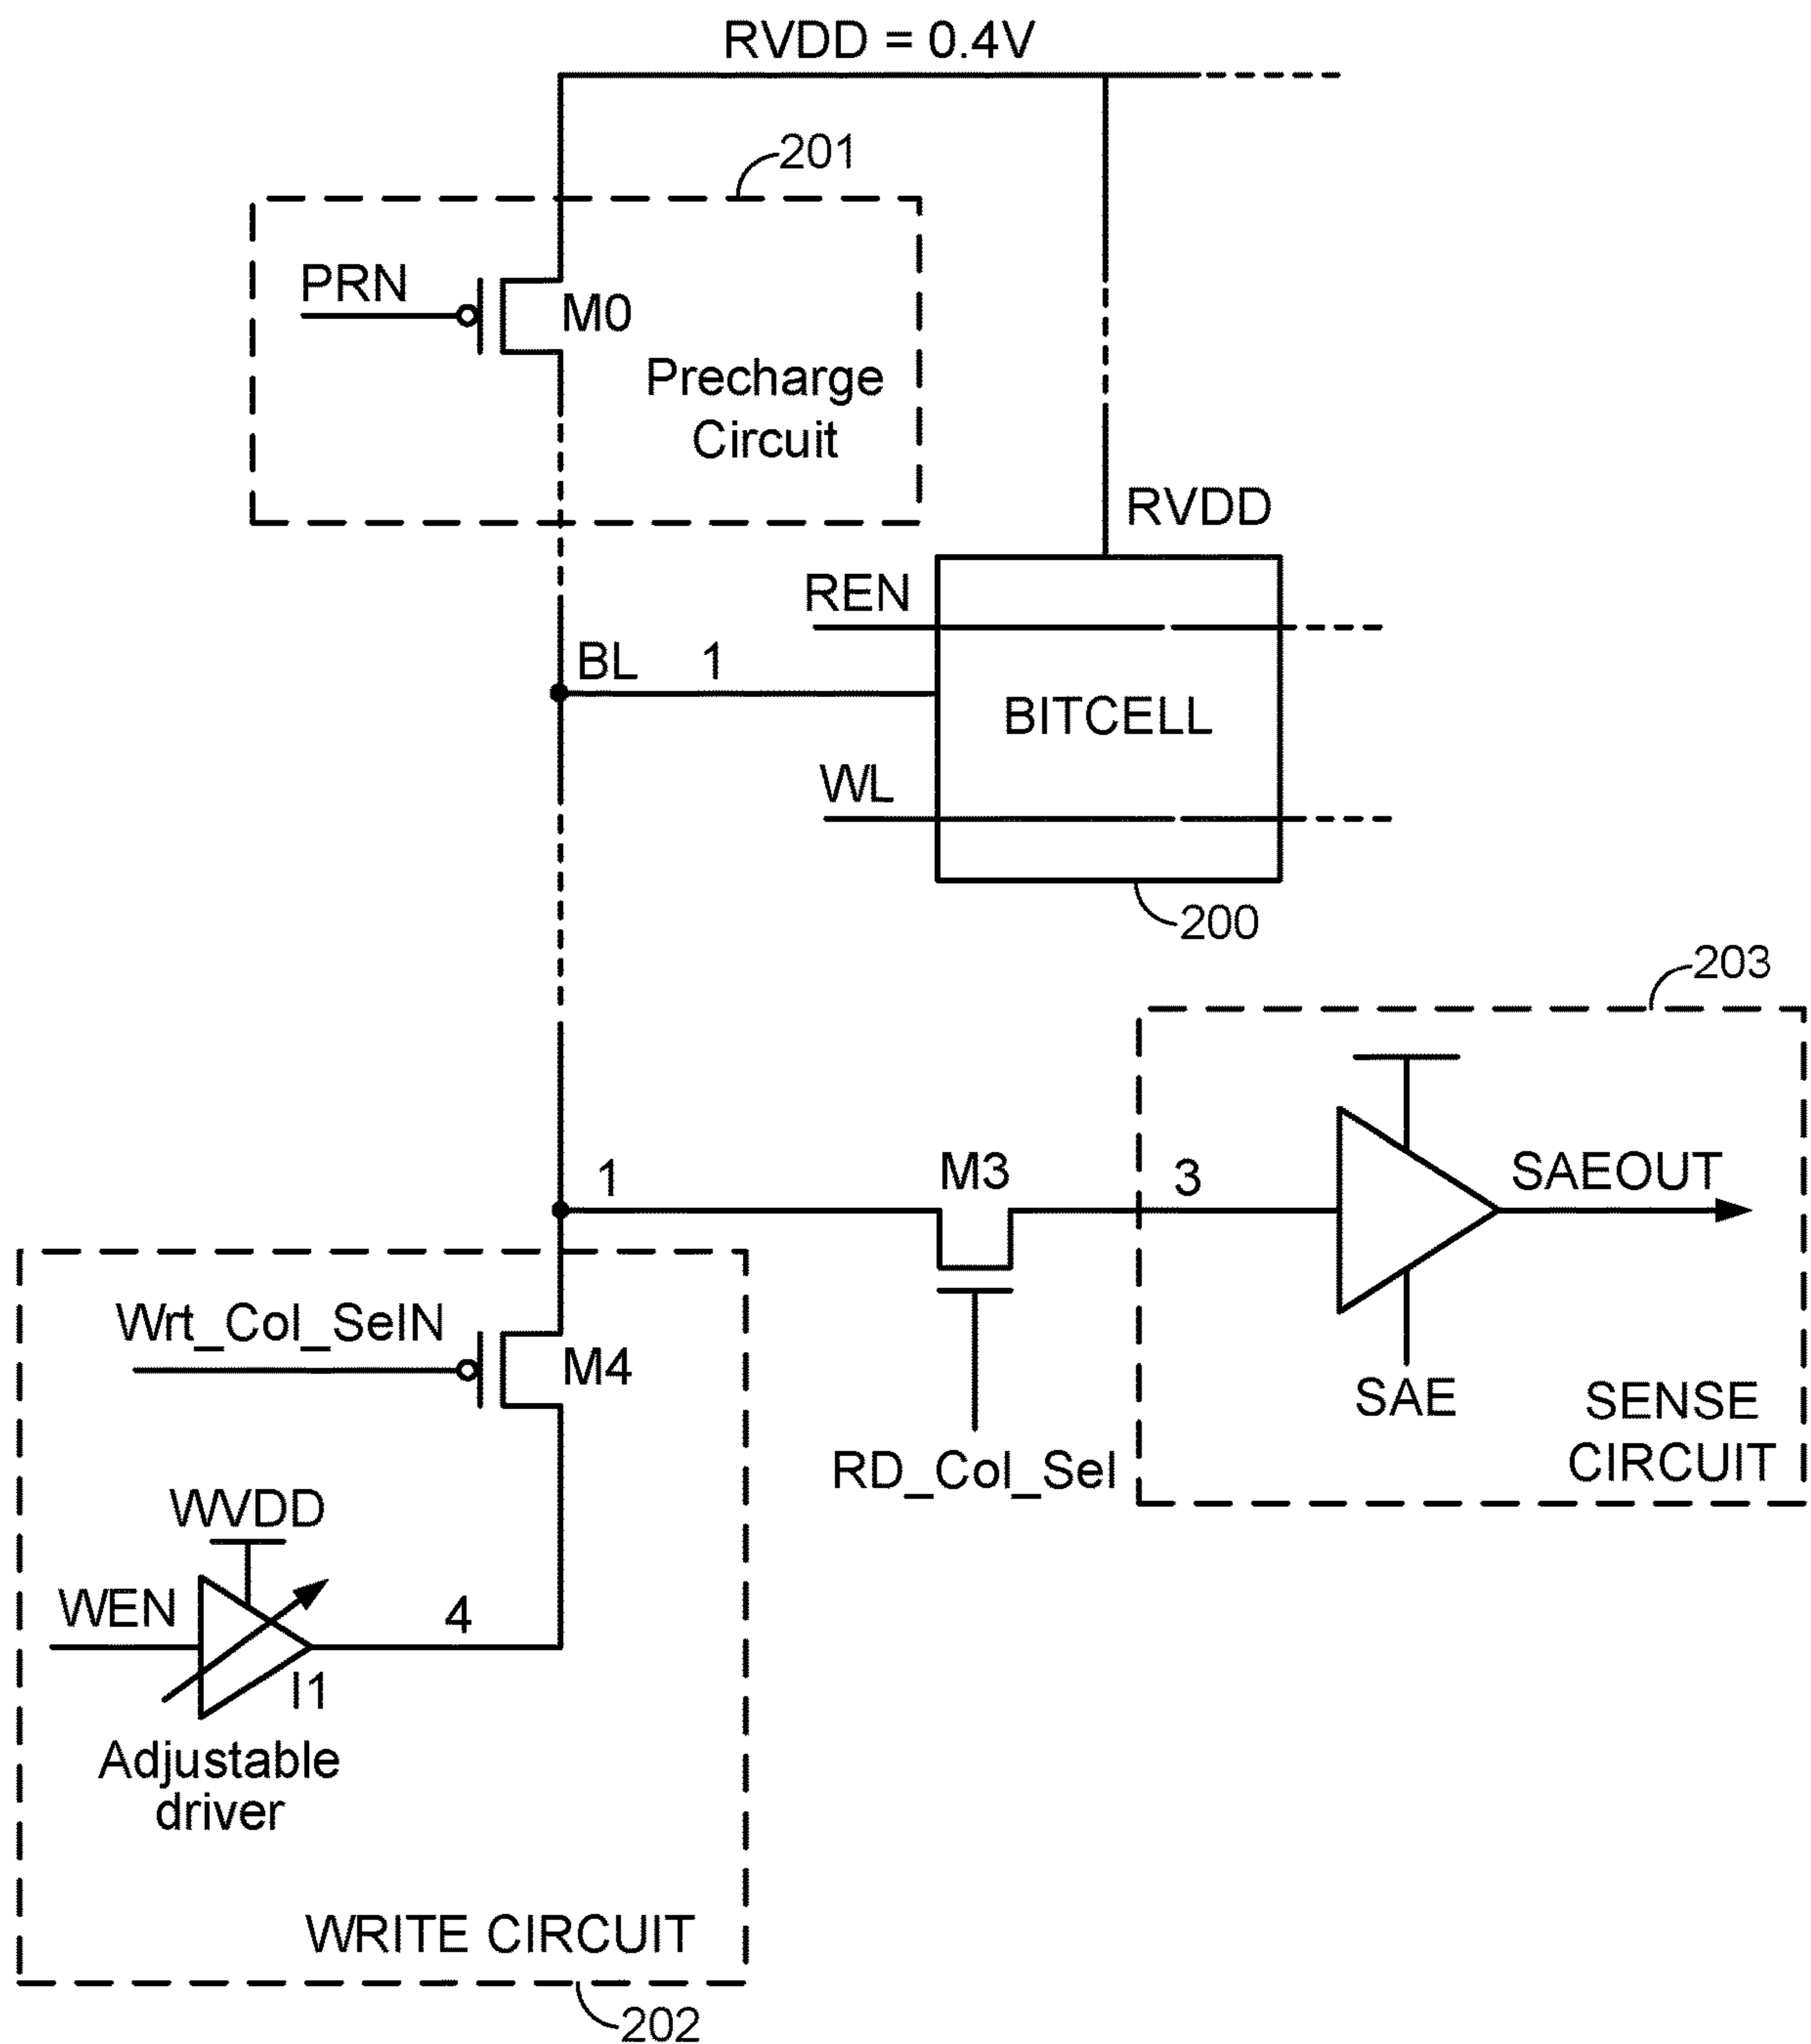 RVDD = 0.4V
201
PRN
M0
Precharge
Circuit
RVDD
REN
BL
1
BITCELL
WL
200
203
1
M3
3
SAEOUT
Wrt_Col_SelN
M4
SAE
SENSE
CIRCUIT
RD_Col_Sel
WVDD
WEN
4
I1
Adjustable
driver
WRITE CIRCUIT
202